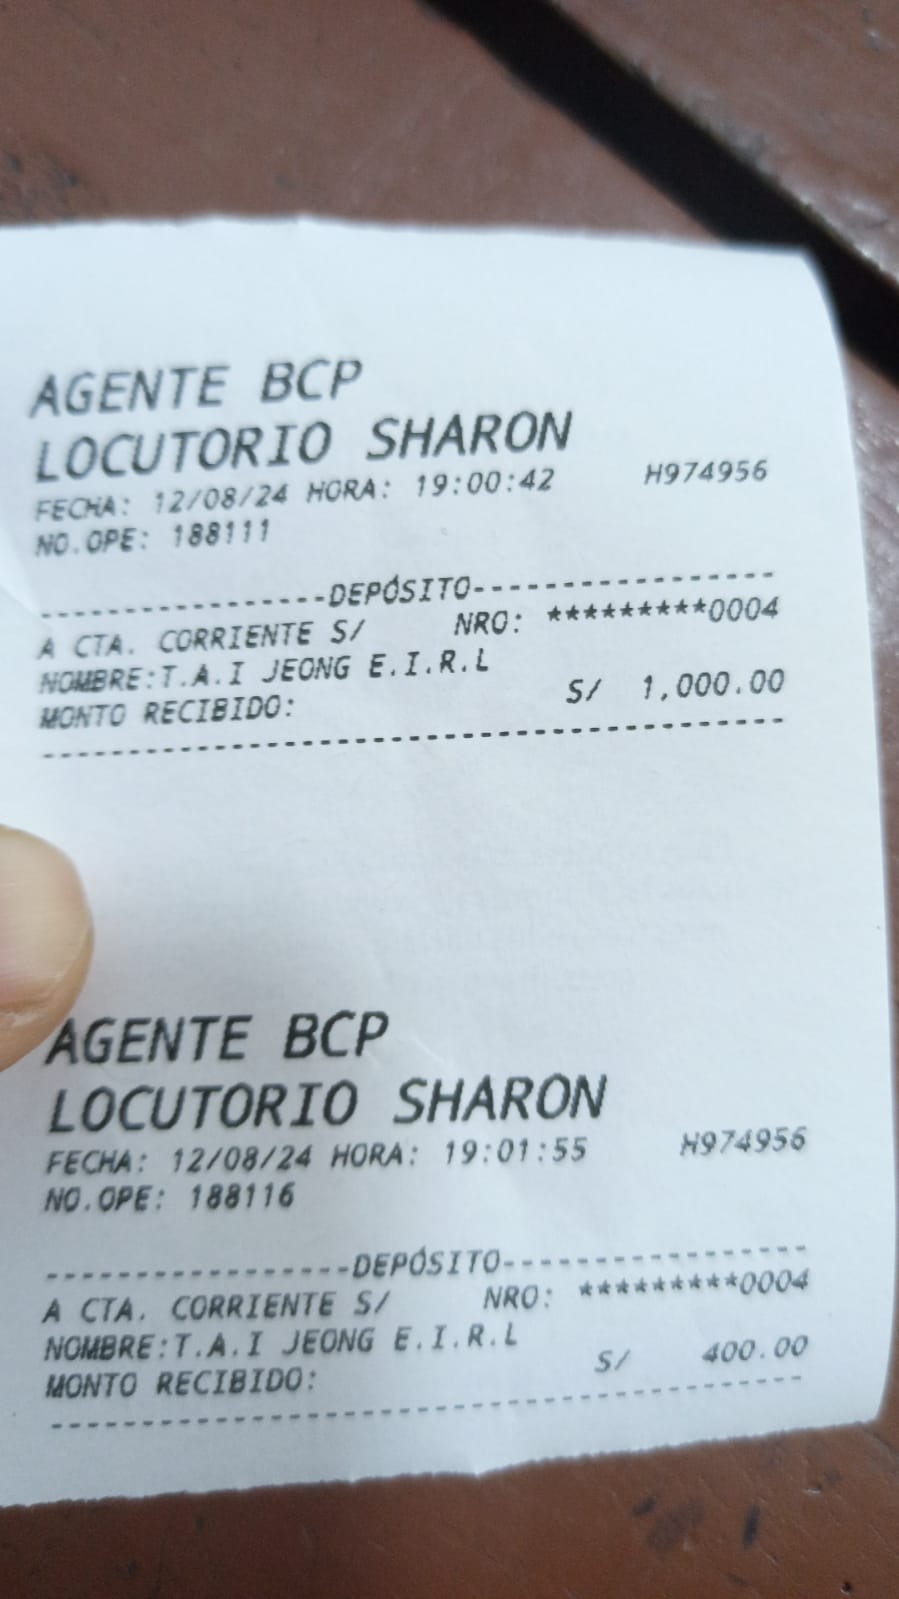 AGENTE BCP
LOCUTORIO SHARON
FECHA: 12/08/24 HORA: 19:00:42 H974956
NO.OPE: 188111
-----------------DEPÓSITO-----------------
A CTA. CORRIENTE S/ NRO: *********0004
NOMBRE:T.A.I JEONG E.I.R.L
MONTO RECIBIDO: S/ 1,000.00
------------------------------------------
AGENTE BCP
LOCUTORIO SHARON
FECHA: 12/08/24 HORA: 19:01:55 H974956
NO.OPE: 188116
-----------------DEPÓSITO-----------------
A CTA. CORRIENTE S/ NRO: *********0004
NOMBRE:T.A.I JEONG E.I.R.L
MONTO RECIBIDO: S/ 400.00
------------------------------------------